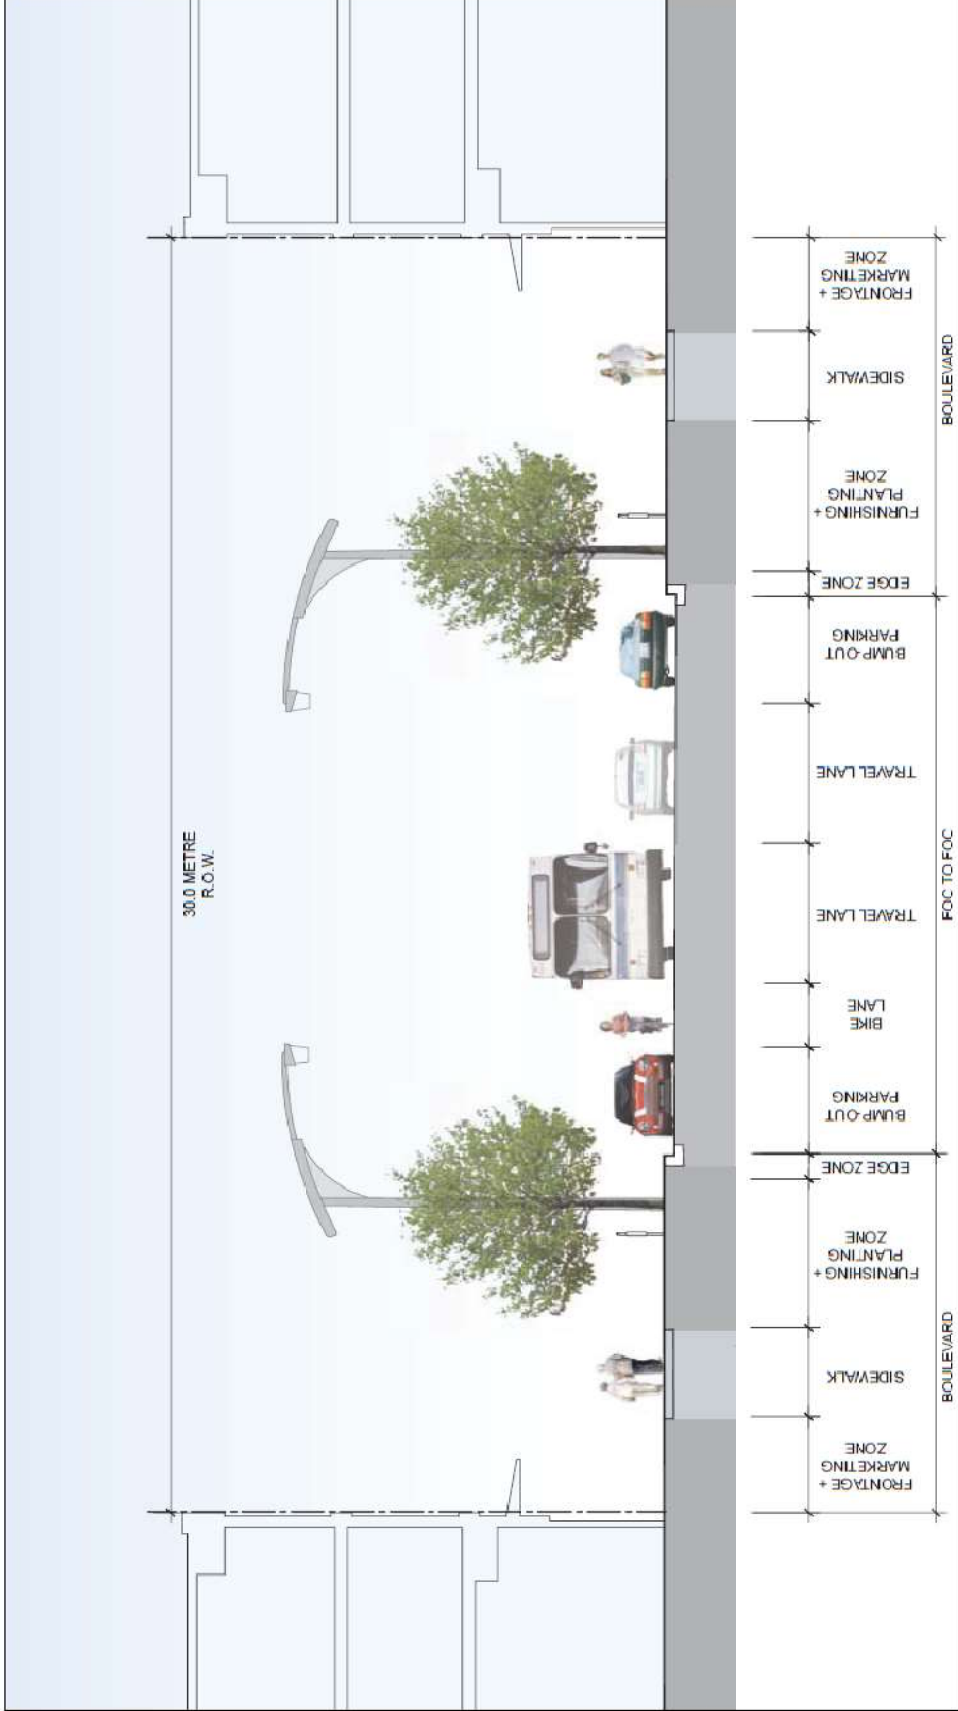 30.0 METRE
R.O.W.
FRONTAGE +
MARKETING
ZONE
SIDEWALK
FURNISHING +
PLANTING
ZONE
EDGE ZONE
BUMP-OUT
PARKING
BIKE
LANE
TRAVEL LANE
TRAVEL LANE
BUMP-OUT
PARKING
EDGE ZONE
FURNISHING +
PLANTING
ZONE
SIDEWALK
FRONTAGE +
MARKETING
ZONE
BOULEVARD
FOC TO FOC
BOULEVARD